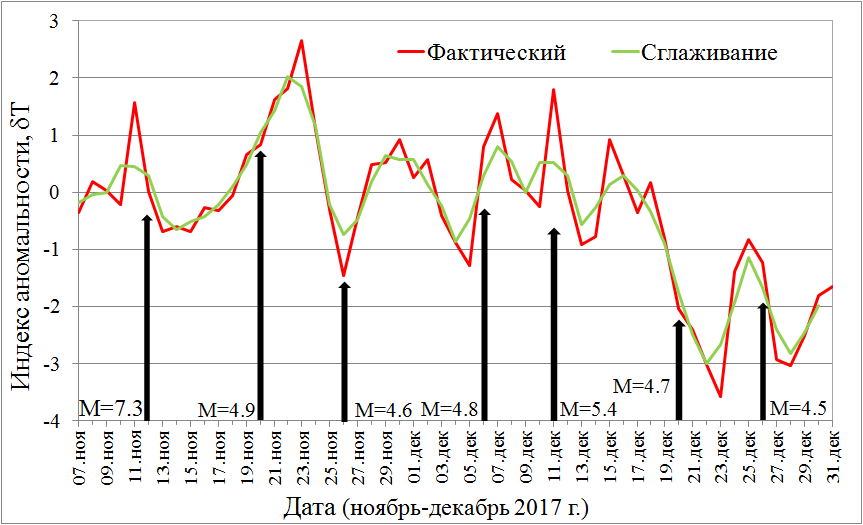 Фактический
Сглаживание
Индекс аномальности, δТ
3
2
1
0
-1
-2
-3
-4
М=7.3
М=4.9
М=4.6
М=4.8
М=5.4
М=4.7
М=4.5
07.ноя
09.ноя
11.ноя
13.ноя
15.ноя
17.ноя
19.ноя
21.ноя
23.ноя
25.ноя
27.ноя
29.ноя
01.дек
03.дек
05.дек
07.дек
09.дек
11.дек
13.дек
15.дек
17.дек
19.дек
21.дек
23.дек
25.дек
27.дек
29.дек
31.дек
Дата (ноябрь-декабрь 2017 г.)